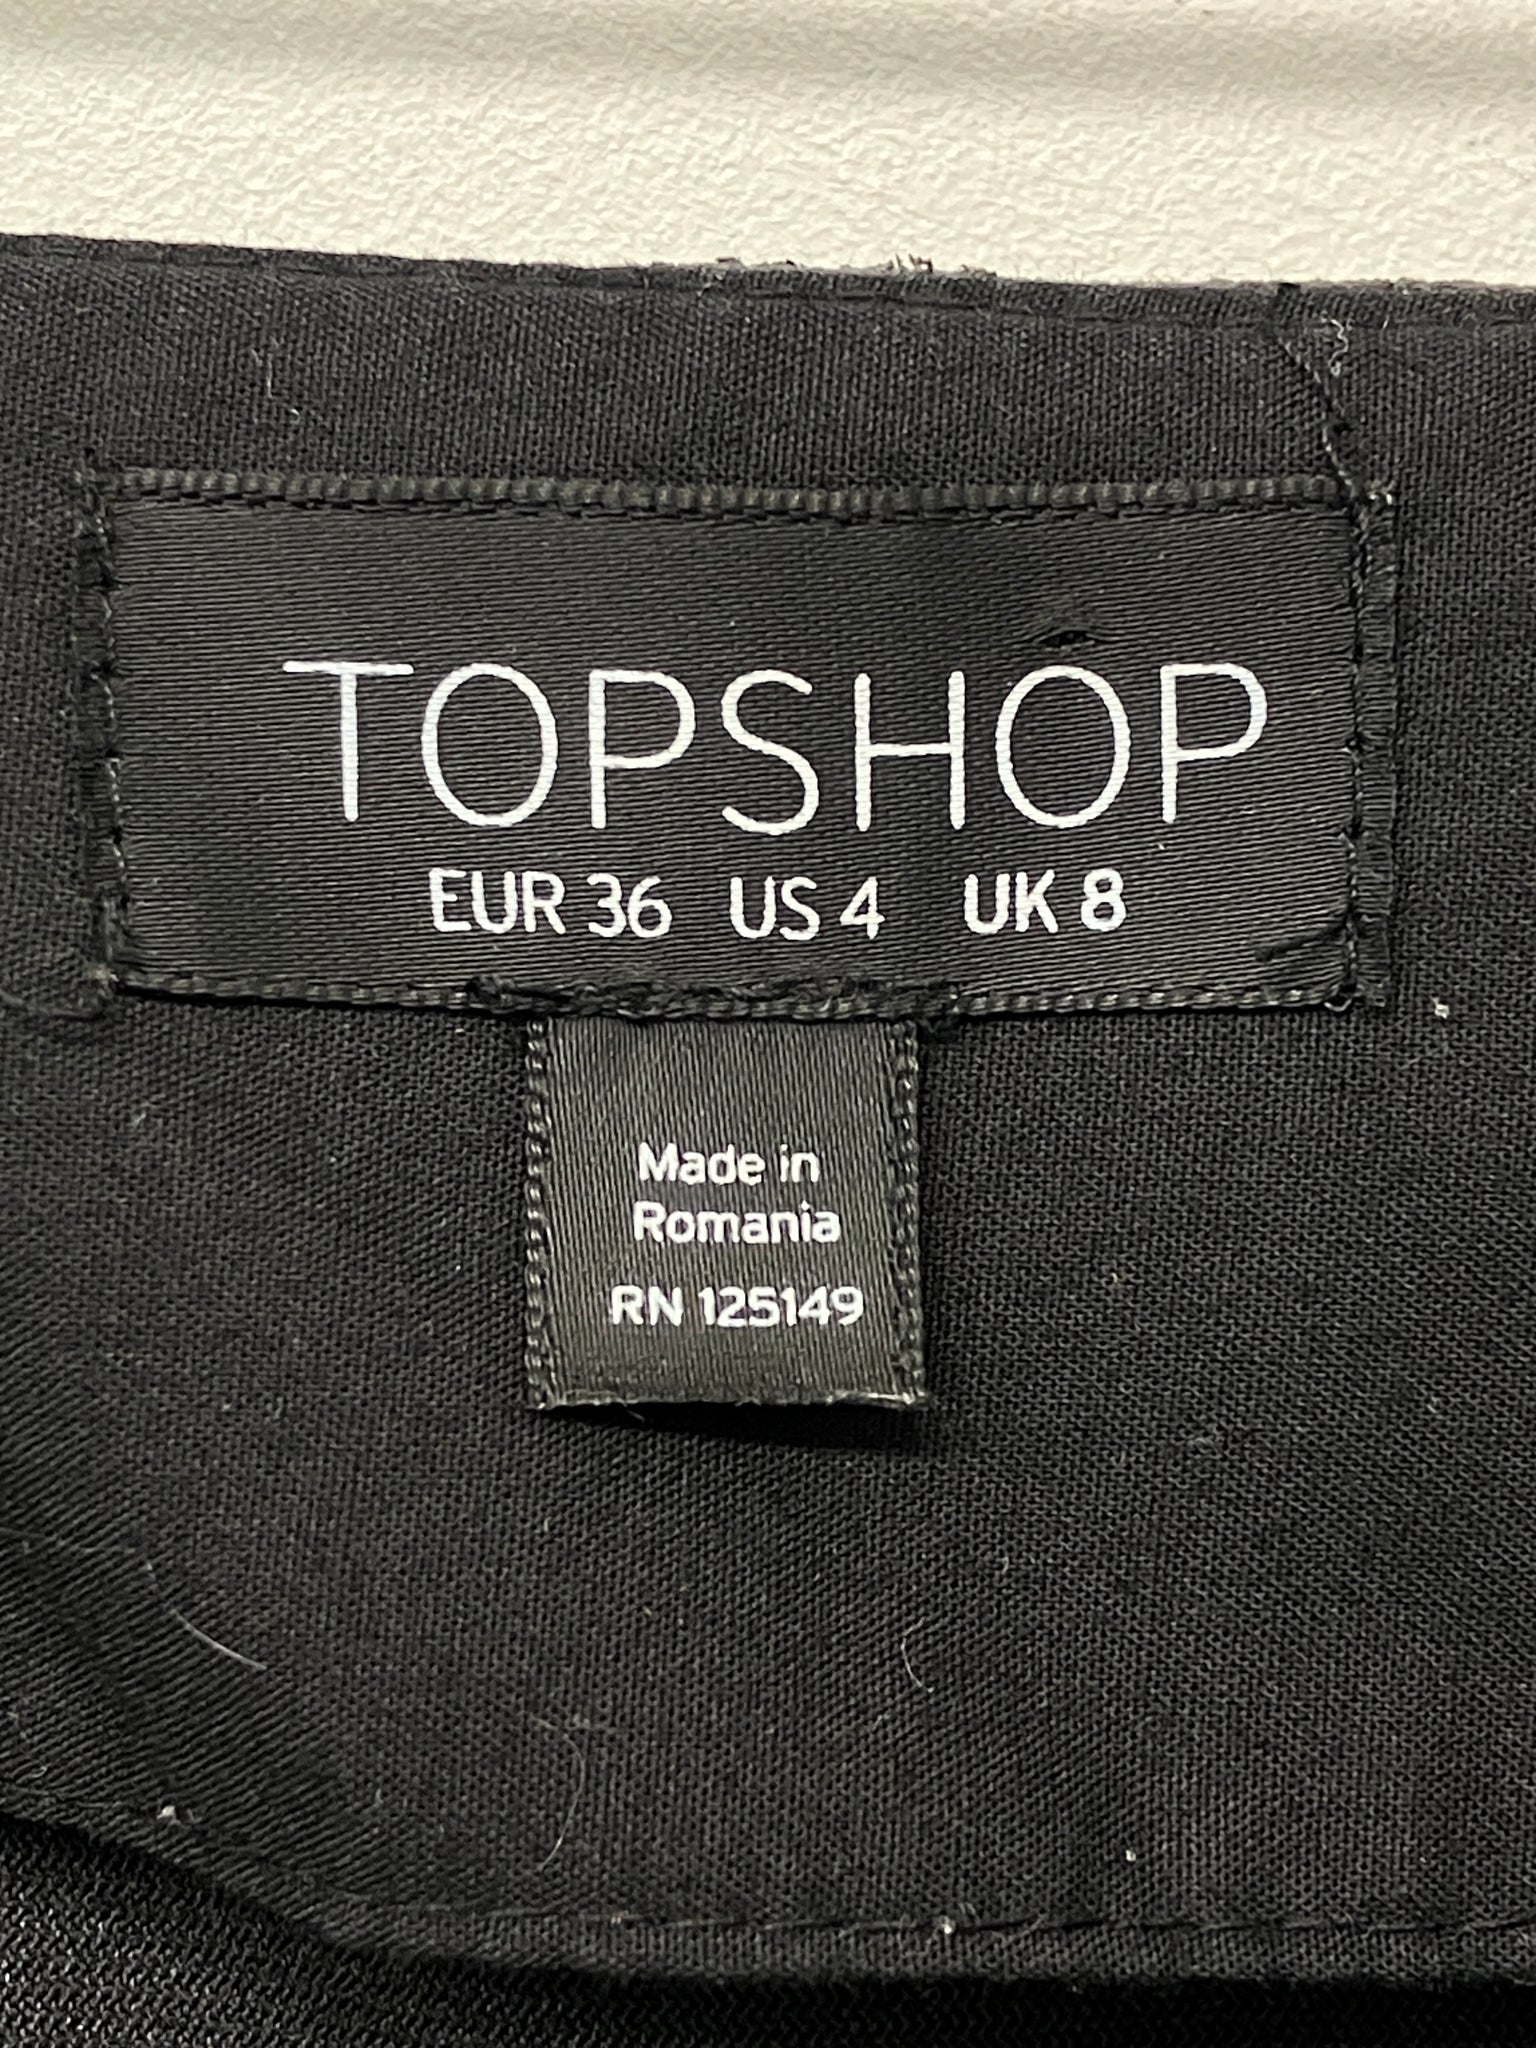 TOPSHOP
EUR 36 US 4 UK 8
Made in
Romania
RN 125149